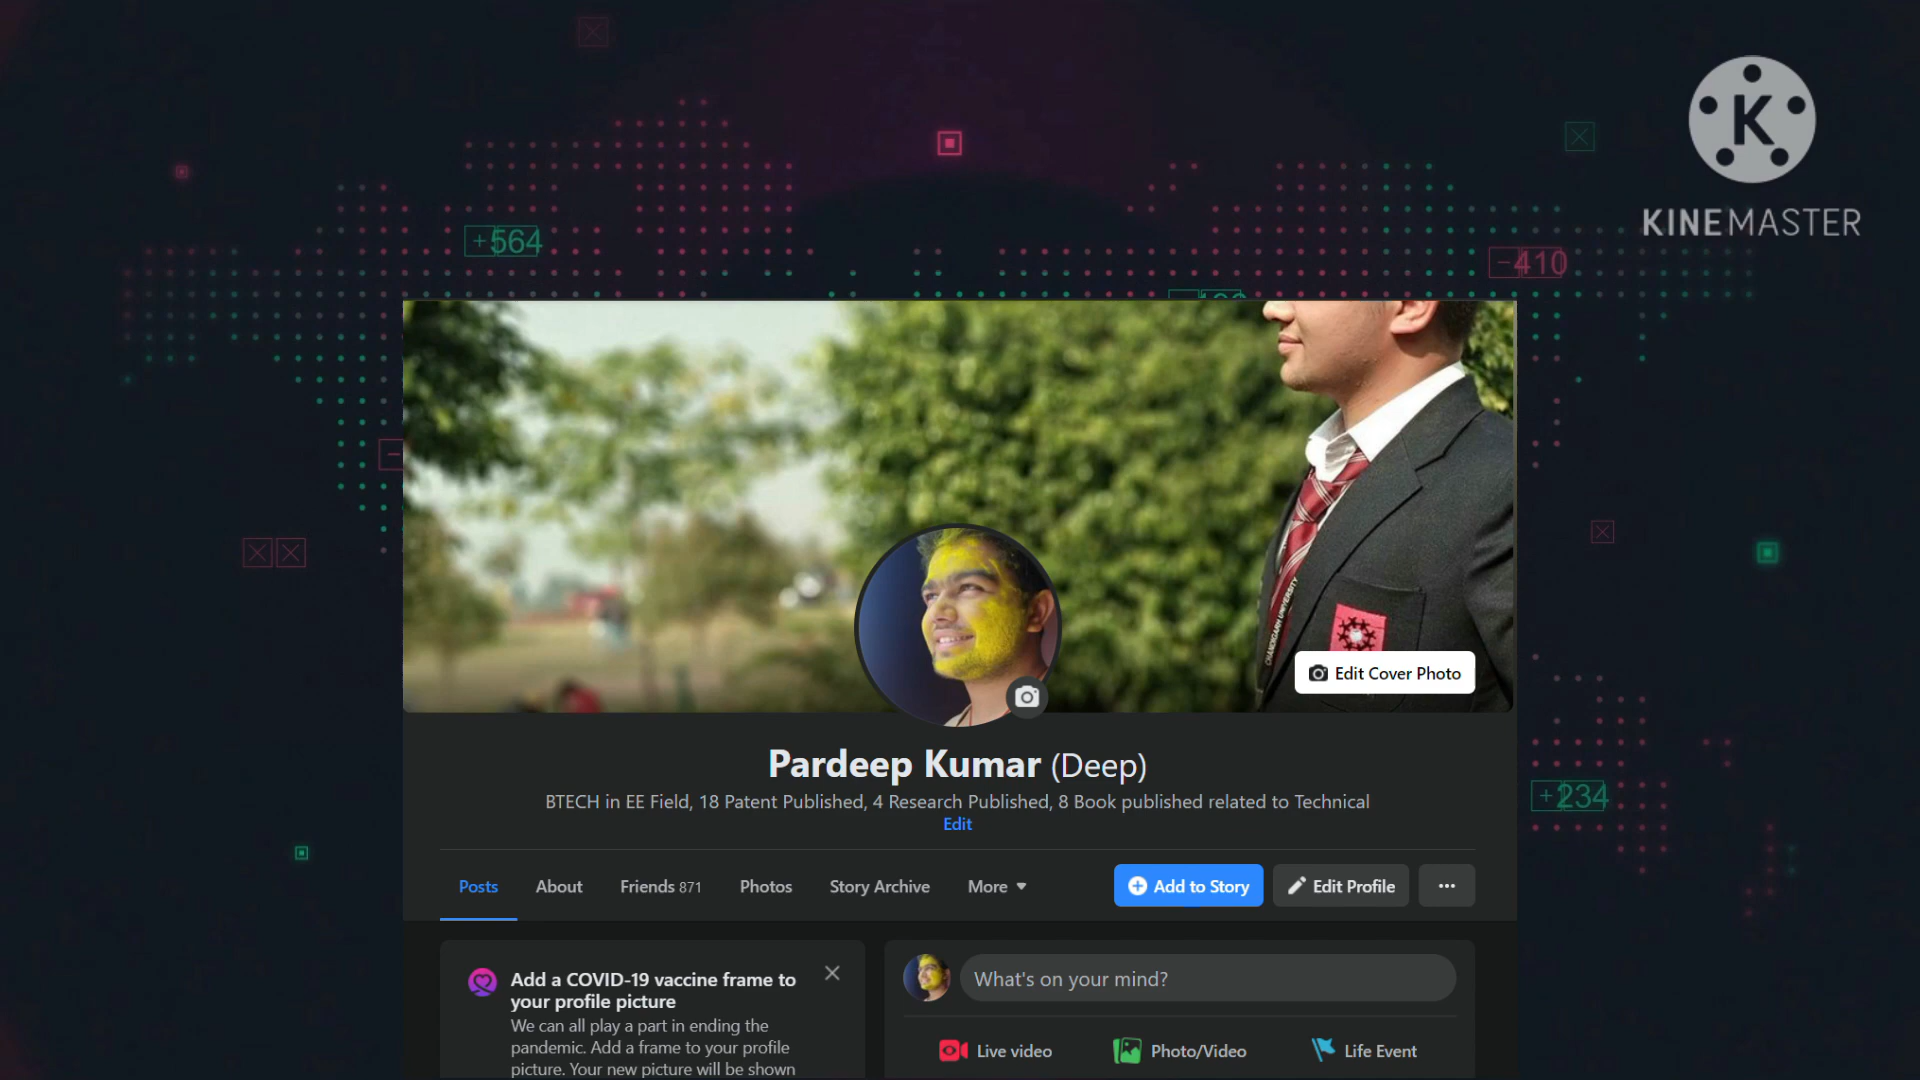 KINEMASTER
+564
-410
Edit Cover Photo
CHANDIGARH UNIVERSITY
+234
Pardeep Kumar (Deep)
BTECH in EE Field, 18 Patent Published, 4 Research Published, 8 Book published related to Technical
Edit
Posts About Friends 871 Photos Story Archive More Add to Story Edit Profile ...
Add a COVID-19 vaccine frame to
your profile picture
We can all play a part in ending the
pandemic. Add a frame to your profile
picture. Your new picture will be shown
What's on your mind?
Live video Photo/Video Life Event